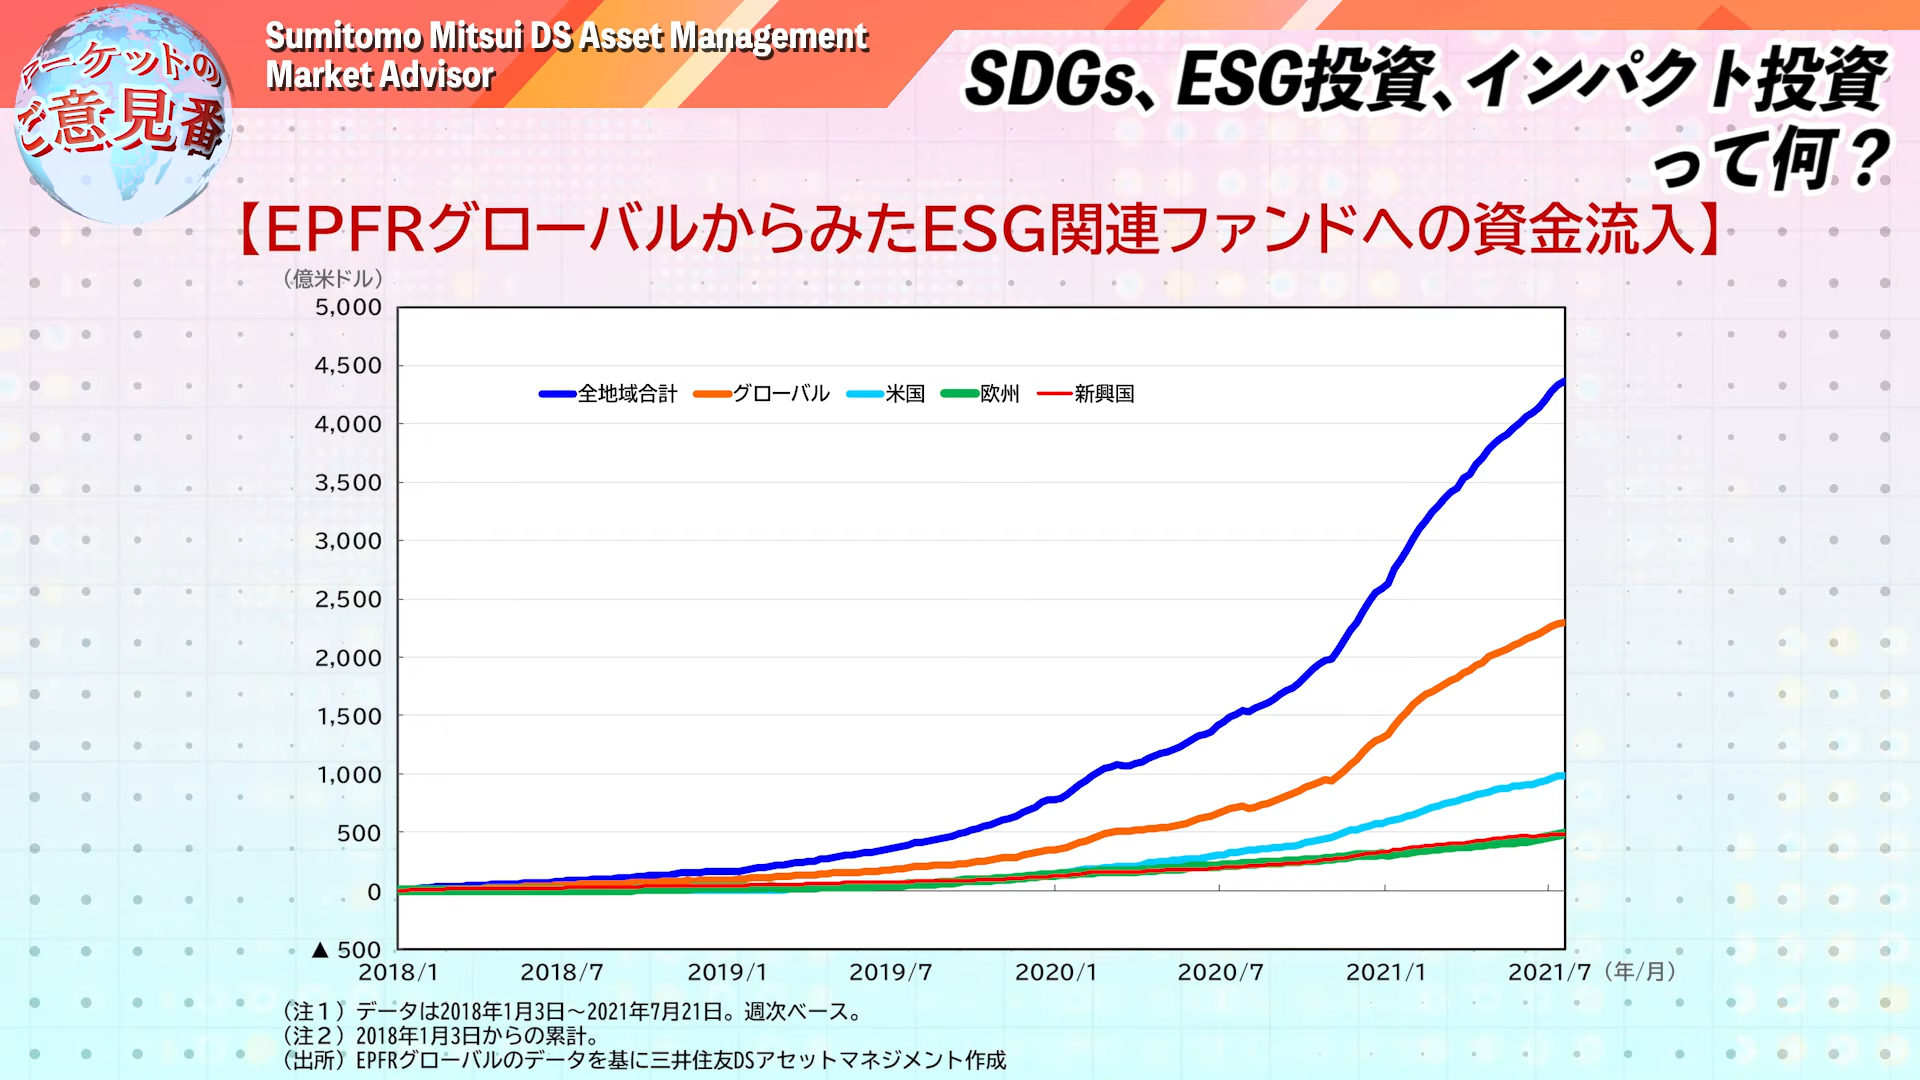 マーケットの
ご意見番
Sumitomo Mitsui DS Asset Management
Market Advisor
SDGs、ESG投資、インパクト投資
って何？
【EPFRグローバルからみたESG関連ファンドへの資金流入】
（億米ドル）
5,000
4,500
4,000
3,500
3,000
2,500
2,000
1,500
1,000
500
0
▲ 500
全地域合計 グローバル 米国 欧州 新興国
2018/1 2018/7 2019/1 2019/7 2020/1 2020/7 2021/1 2021/7 （年/月）
（注１）データは2018年1月3日～2021年7月21日。週次ベース。
（注２）2018年1月3日からの累計。
（出所）EPFRグローバルのデータを基に三井住友DSアセットマネジメント作成